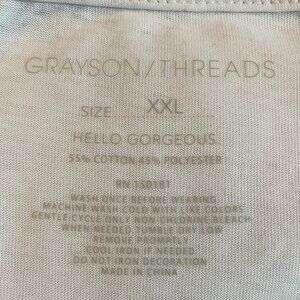 GRAYSON/THREADS
SIZE XXL
HELLO GORGEOUS
55% COTTON 45% POLYESTER
RN 150181
WASH ONCE BEFORE WEARING
MACHINE WASH COLD WITH LIKE COLORS
GENTLE CYCLE ONLY NON CHLORINE BLEACH
WHEN NEEDED TUMBLE DRY LOW
REMOVE PROMPTLY
COOL IRON IF NEEDED
DO NOT IRON DECORATION
MADE IN CHINA